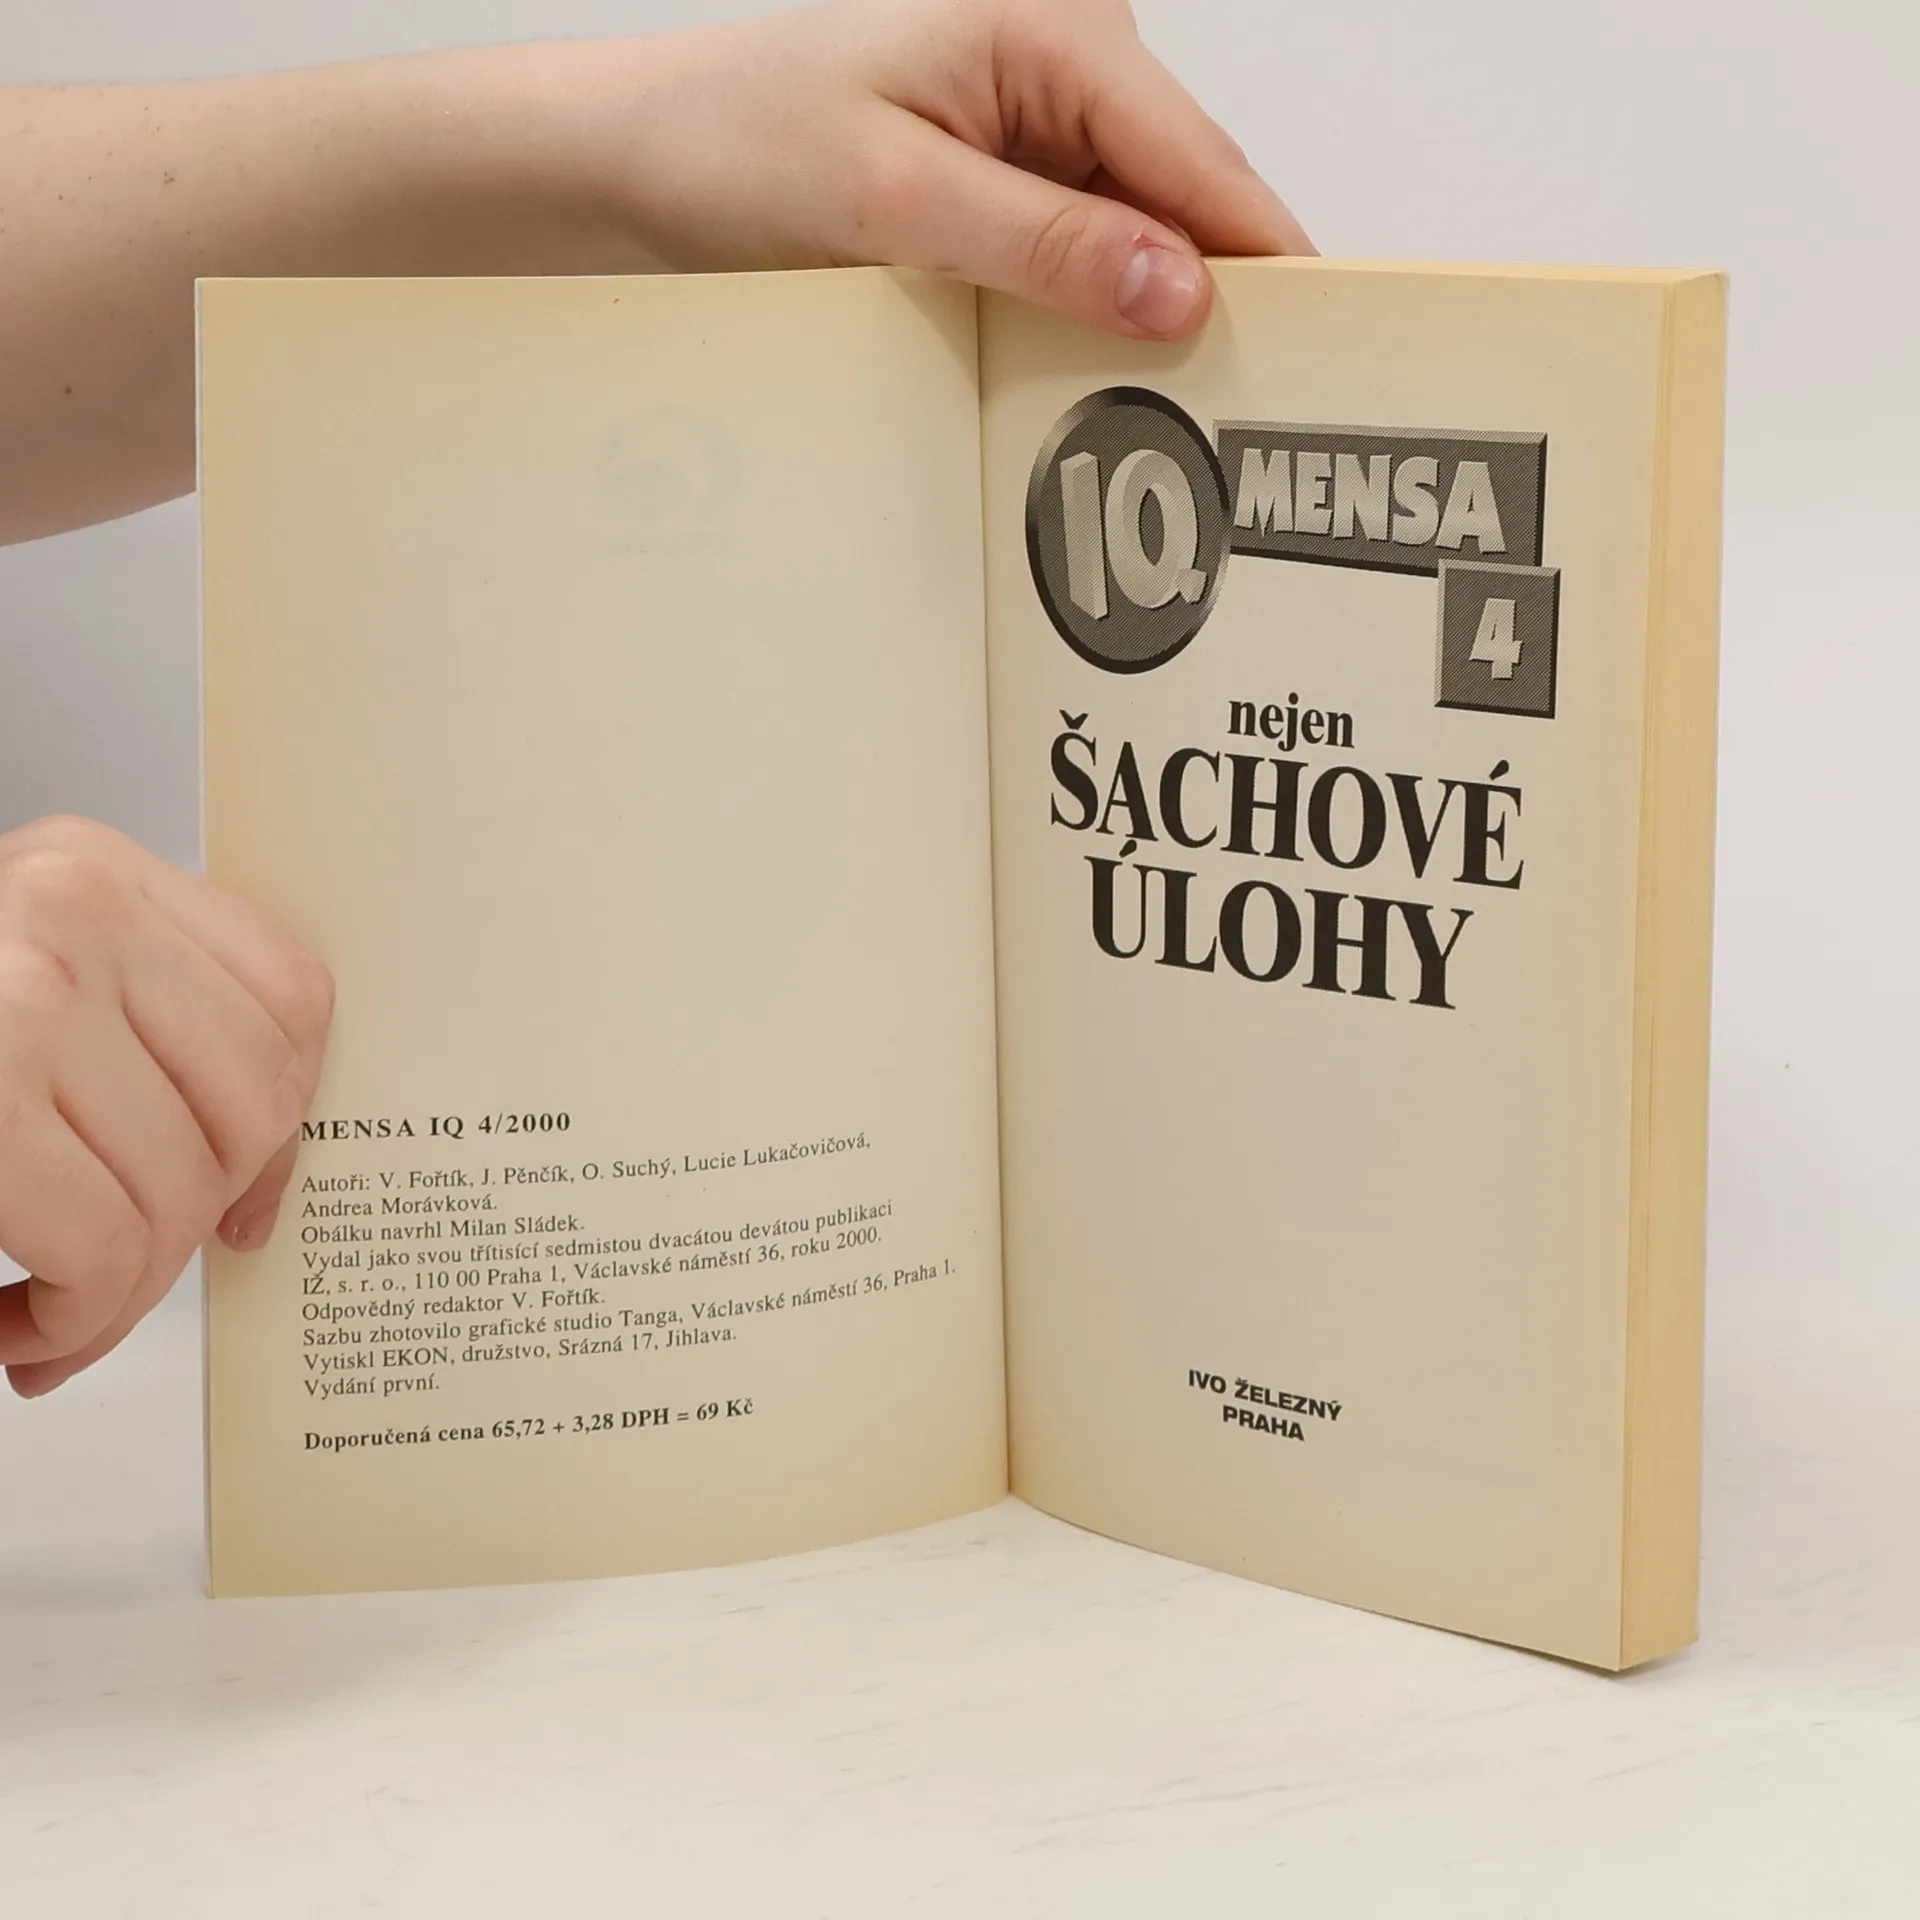 MENSA IQ 4/2000
Autoři: V. Fořtík, J. Pěnčík, O. Suchý, Lucie Lukačovičová,
Andrea Morávková.
Obálku navrhl Milan Sládek.
Vydal jako svou třítisící sedmistou dvacátou devátou publikaci
IŽ, s. r. o., 110 00 Praha 1, Václavské náměstí 36, roku 2000.
Odpovědný redaktor V. Fořtík.
Sazbu zhotovilo grafické studio Tanga, Václavské náměstí 36, Praha 1.
Vytiskl EKON, družstvo, Srázná 17, Jihlava.
Vydání první.
Doporučená cena 65,72 + 3,28 DPH = 69 Kč
IQ MENSA
4
nejen
ŠACHOVÉ
ÚLOHY
IVO ŽELEZNÝ
PRAHA